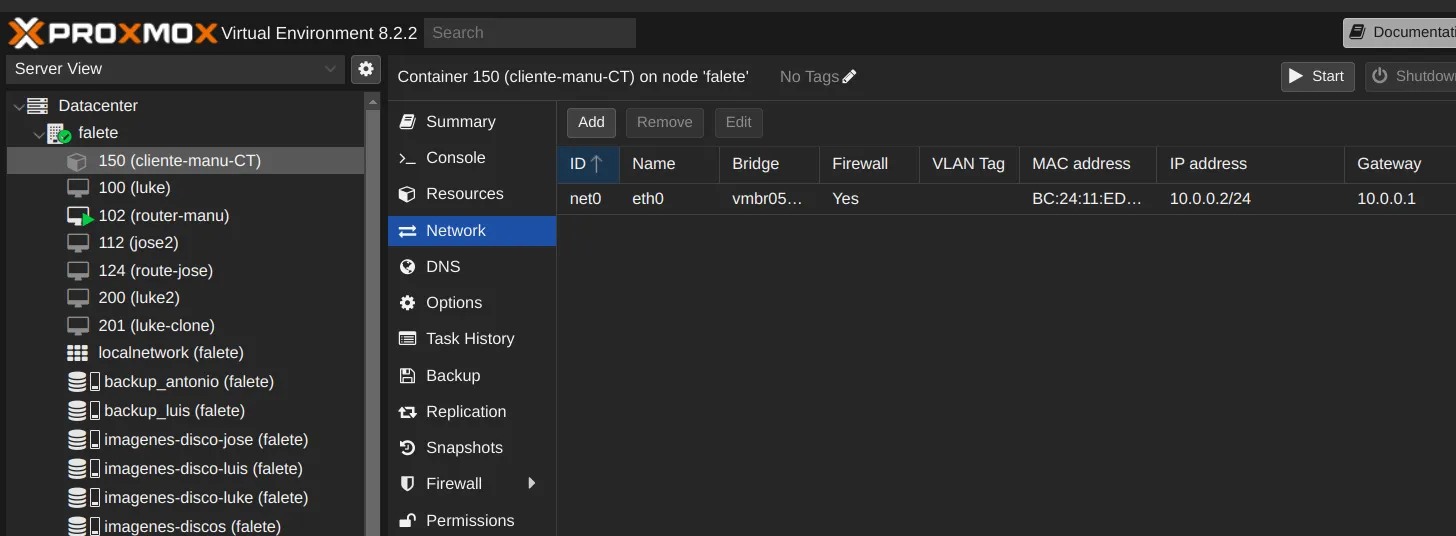 PROXMOX Virtual Environment 8.2.2 Search
Server View
Datacenter
falete
150 (cliente-manu-CT)
100 (luke)
102 (router-manu)
112 (jose2)
124 (route-jose)
200 (luke2)
201 (luke-clone)
localnetwork (falete)
backup_antonio (falete)
backup_luis (falete)
imagenes-disco-jose (falete)
imagenes-disco-luis (falete)
imagenes-disco-luke (falete)
imagenes-discos (falete)
Documentati
Container 150 (cliente-manu-CT) on node 'falete' No Tags Start Shutdow
Summary
Console
Resources
Network
DNS
Options
Task History
Backup
Replication
Snapshots
Firewall
Permissions
Add Remove Edit
ID Name Bridge Firewall VLAN Tag MAC address IP address Gateway
net0 eth0 vmbr05... Yes BC:24:11:ED... 10.0.0.2/24 10.0.0.1